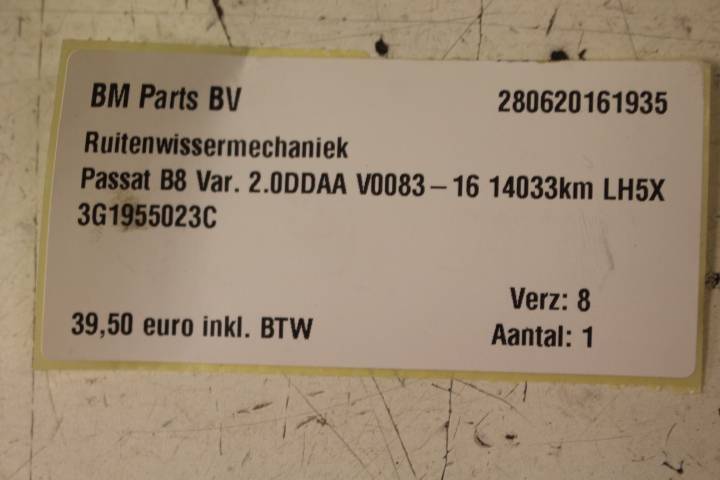 BM Parts BV 280620161935
Ruitenwissermechaniek
Passat B8 Var. 2.0DDAA V0083-16 14033km LH5X
3G1955023C
Verz: 8
39,50 euro inkl. BTW Aantal: 1